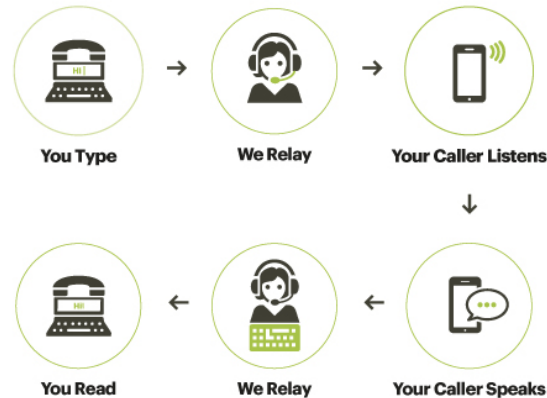 HI|
You Type
We Relay
Your Caller Listens
HI!
You Read
We Relay
Your Caller Speaks